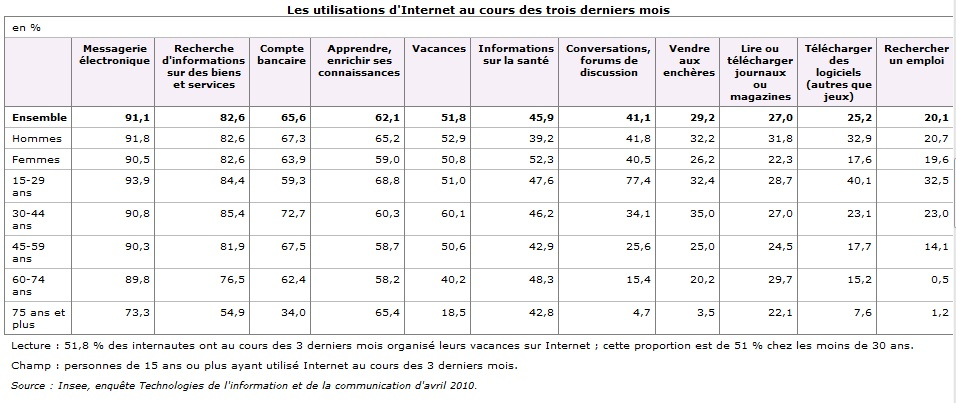 Les utilisations d'Internet au cours des trois derniers mois
en %
Messagerie électronique Recherche d'informations sur des biens et services Compte bancaire Apprendre, enrichir ses connaissances Vacances Informations sur la santé Conversations, forums de discussion Vendre aux enchères Lire ou télécharger journaux ou magazines Télécharger des logiciels (autres que jeux) Rechercher un emploi
Ensemble 91,1 82,6 65,6 62,1 51,8 45,9 41,1 29,2 27,0 25,2 20,1
Hommes 91,8 82,6 67,3 65,2 52,9 39,2 41,8 32,2 31,8 32,9 20,7
Femmes 90,5 82,6 63,9 59,0 50,8 52,3 40,5 26,2 22,3 17,6 19,6
15-29 ans 93,9 84,4 59,3 68,8 51,0 47,6 77,4 32,4 28,7 40,1 32,5
30-44 ans 90,8 85,4 72,7 60,3 60,1 46,2 34,1 35,0 27,0 23,1 23,0
45-59 ans 90,3 81,9 67,5 58,7 50,6 42,9 25,6 25,0 24,5 17,7 14,1
60-74 ans 89,8 76,5 62,4 58,2 40,2 48,3 15,4 20,2 29,7 15,2 0,5
75 ans et plus 73,3 54,9 34,0 65,4 18,5 42,8 4,7 3,5 22,1 7,6 1,2
Lecture : 51,8 % des internautes ont au cours des 3 derniers mois organisé leurs vacances sur Internet ; cette proportion est de 51 % chez les moins de 30 ans.
Champ : personnes de 15 ans ou plus ayant utilisé Internet au cours des 3 derniers mois.
Source : Insee, enquête Technologies de l'information et de la communication d'avril 2010.